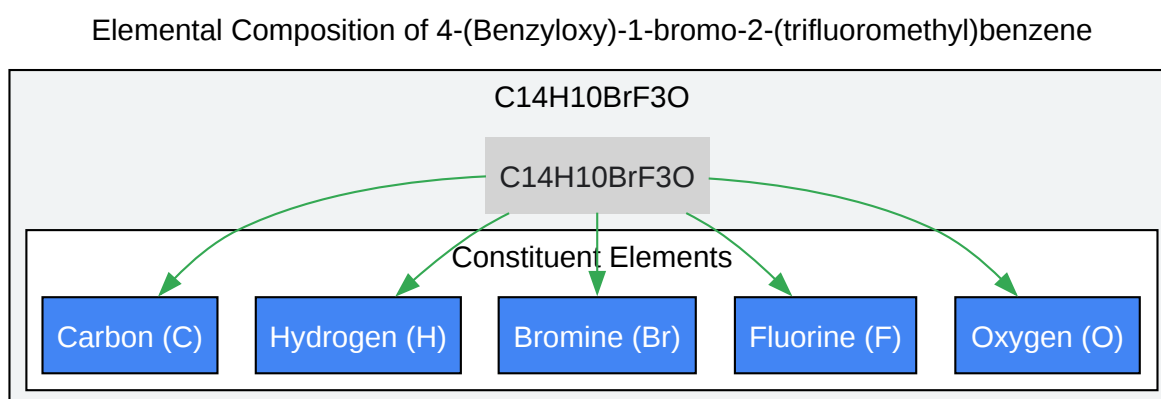 Elemental Composition of 4-(Benzyloxy)-1-bromo-2-(trifluoromethyl)benzene
C14H10BrF3O
C14H10BrF3O
Constituent Elements
Carbon (C)
Hydrogen (H)
Bromine (Br)
Fluorine (F)
Oxygen (O)